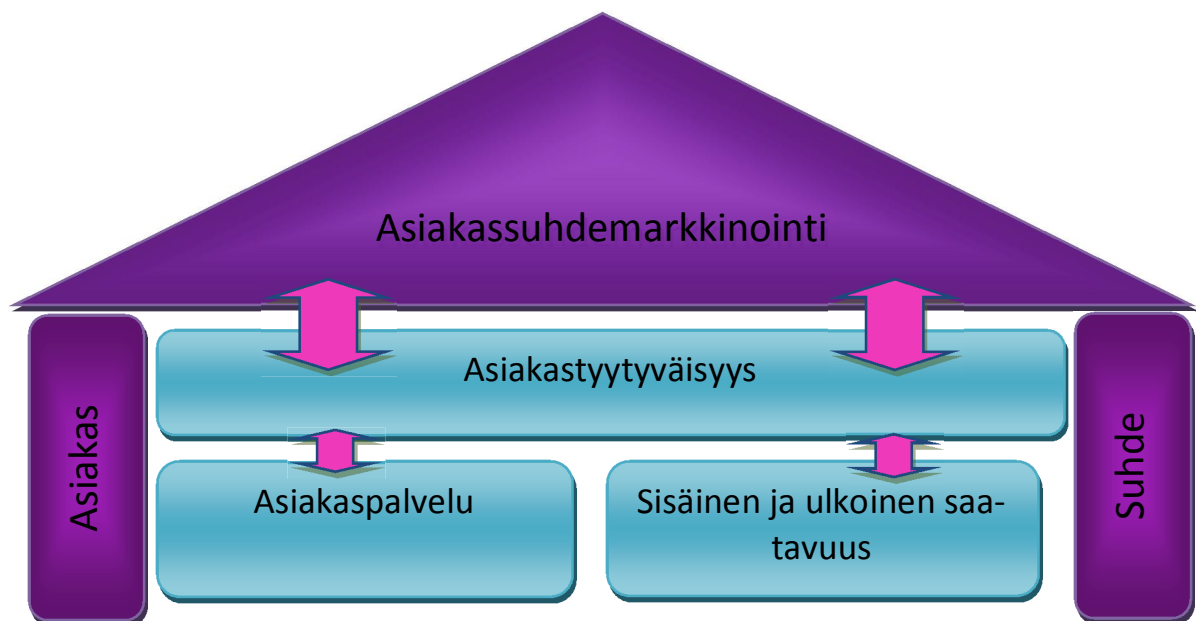 Asiakassuhdemarkkinointi
Asiakas
Asiakastyytyväisyys
Suhde
Asiakaspalvelu
Sisäinen ja ulkoinen saa-
tavuus